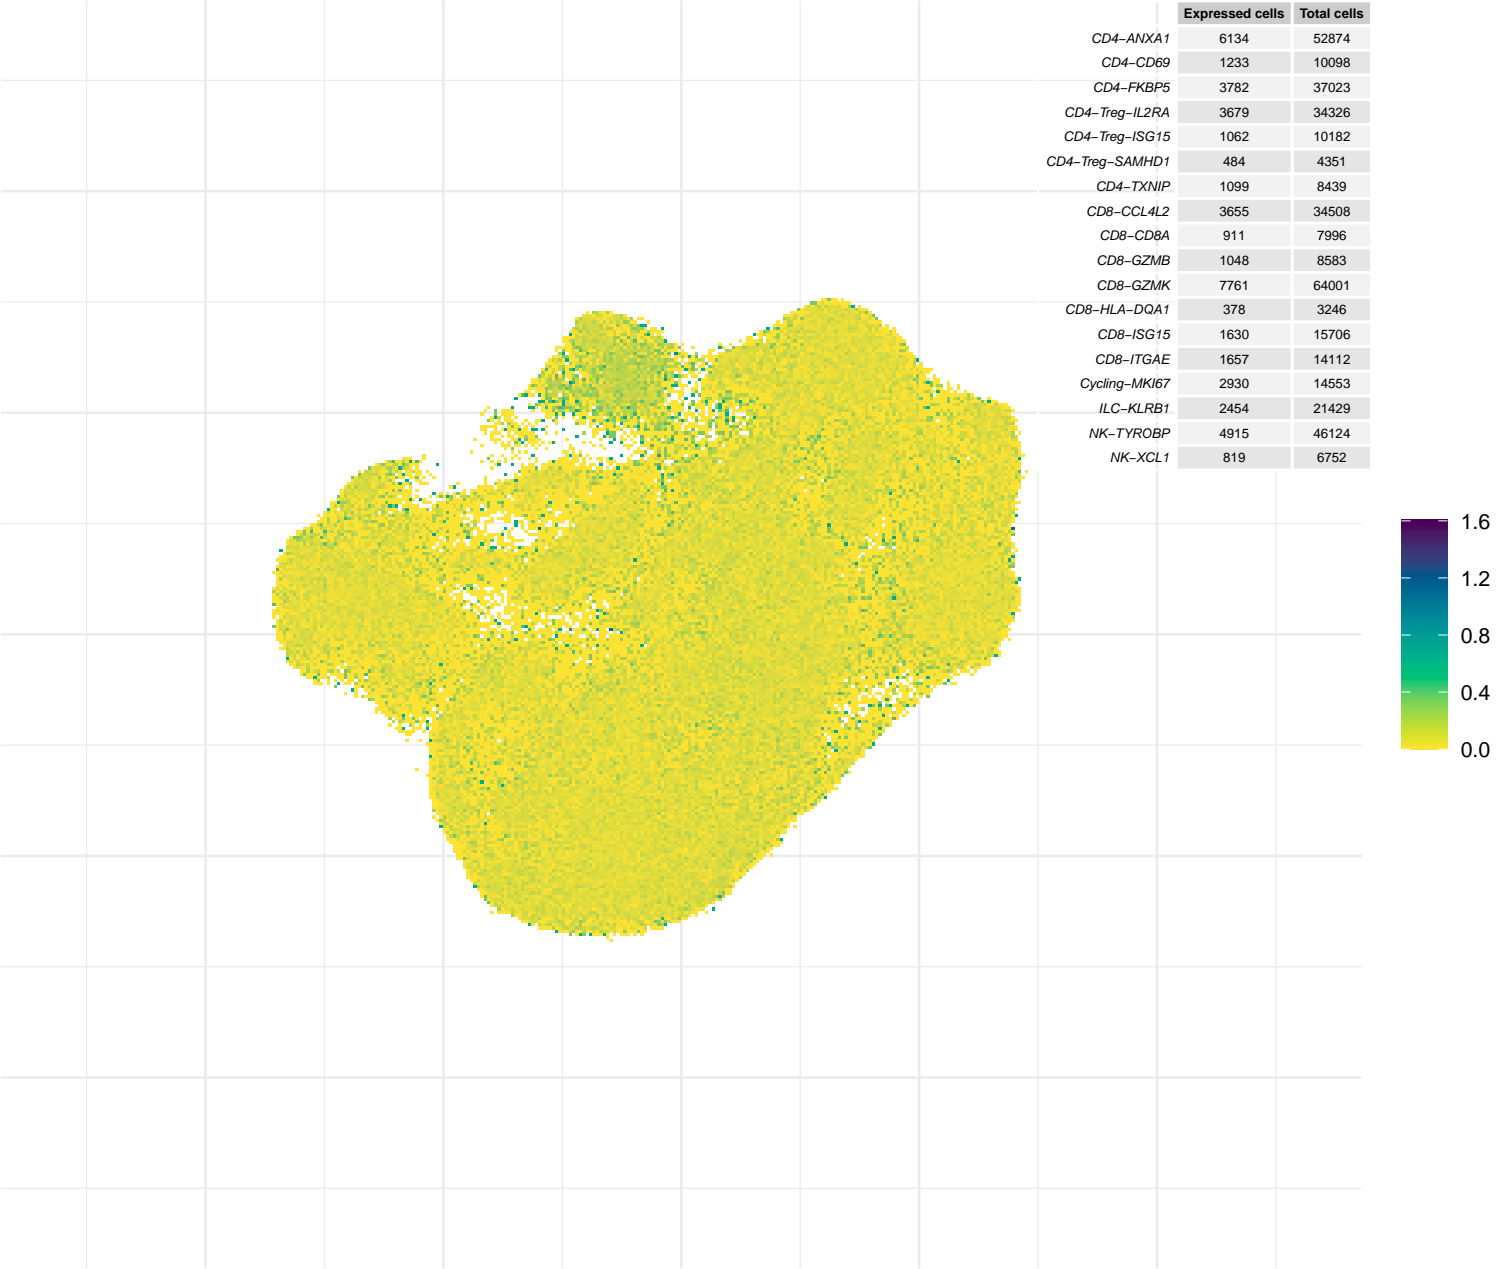 Expressed cells Total cells
CD4−ANXA1 6134 52874
CD4−CD69 1233 10098
CD4−FKBP5 3782 37023
CD4−Treg−IL2RA 3679 34326
CD4−Treg−ISG15 1062 10182
CD4−Treg−SAMHD1 484 4351
CD4−TXNIP 1099 8439
CD8−CCL4L2 3655 34508
CD8−CD8A 911 7996
CD8−GZMB 1048 8583
CD8−GZMK 7761 64001
CD8−HLA−DQA1 378 3246
CD8−ISG15 1630 15706
CD8−ITGAE 1657 14112
Cycling−MKI67 2930 14553
ILC−KLRB1 2454 21429
NK−TYROBP 4915 46124
NK−XCL1 819 6752
1.6
1.2
0.8
0.4
0.0